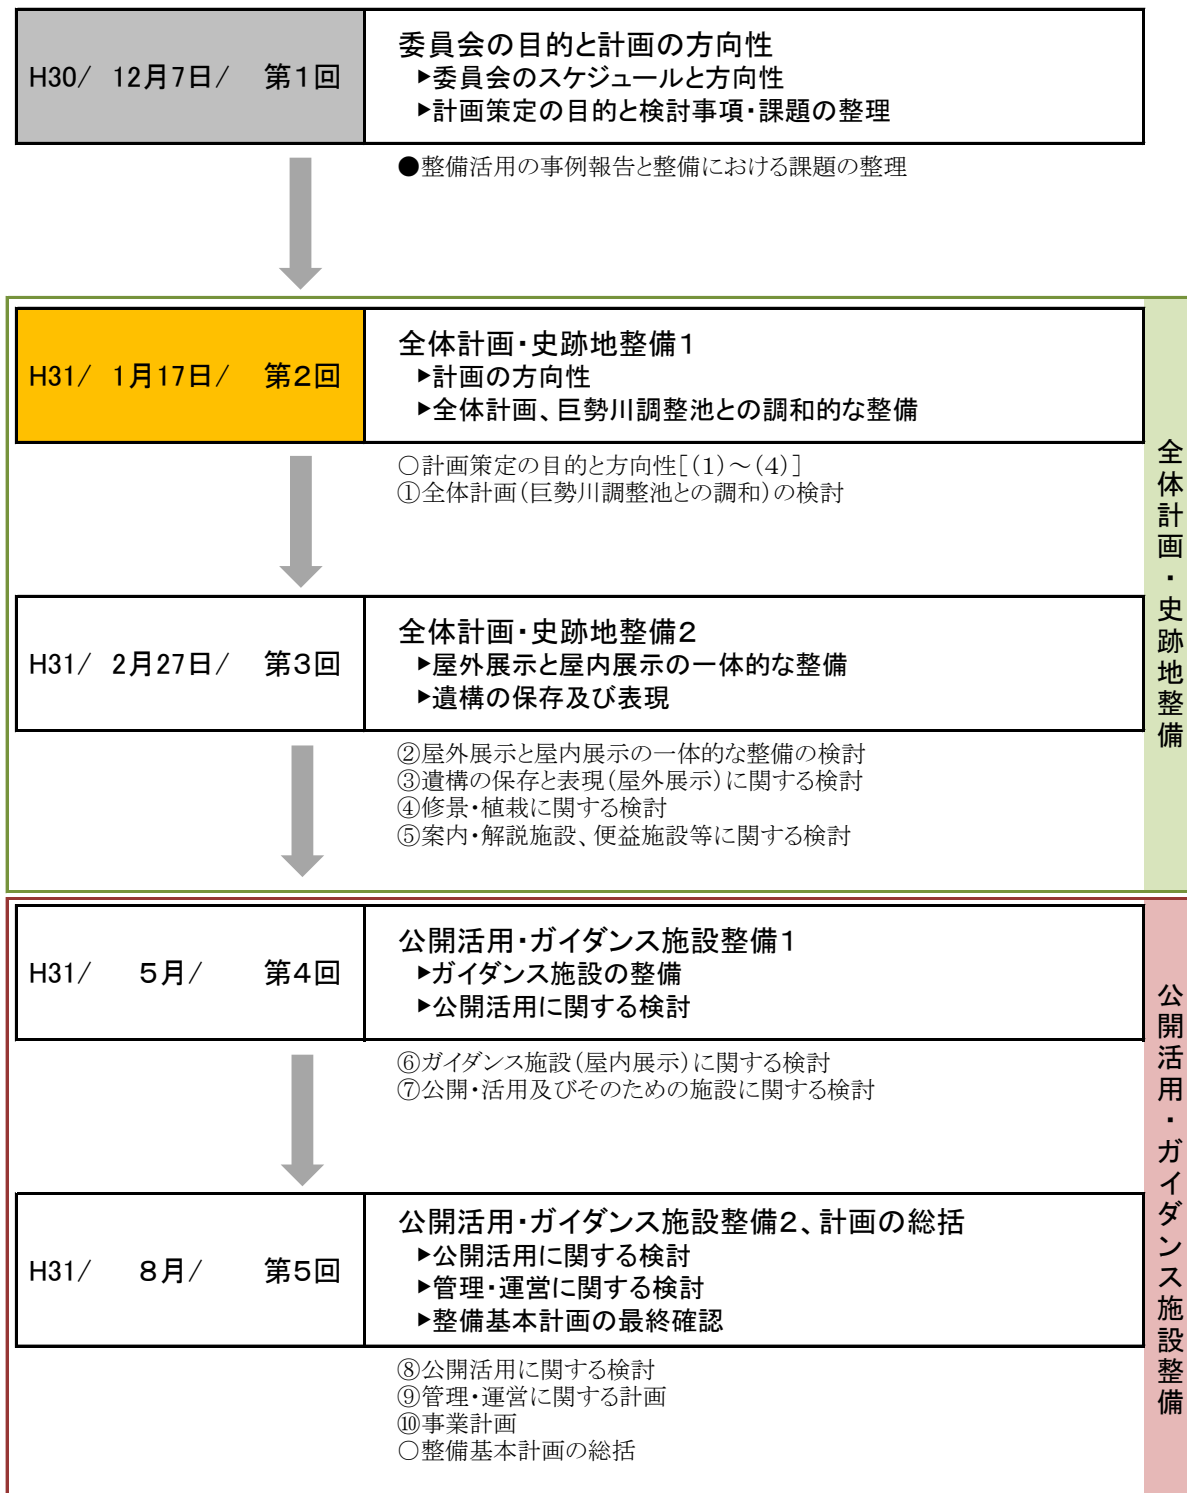 H30/ 12月7日/ 第1回
委員会の目的と計画の方向性
▶委員会のスケジュールと方向性
▶計画策定の目的と検討事項・課題の整理
●整備活用の事例報告と整備における課題の整理
H31/ 1月17日/ 第2回
全体計画・史跡地整備1
▶計画の方向性
▶全体計画、巨勢川調整池との調和的な整備
○計画策定の目的と方向性[(1)～(4)]
①全体計画(巨勢川調整池との調和)の検討
H31/ 2月27日/ 第3回
全体計画・史跡地整備2
▶屋外展示と屋内展示の一体的な整備
▶遺構の保存及び表現
②屋外展示と屋内展示の一体的な整備の検討
③遺構の保存と表現(屋外展示)に関する検討
④修景・植栽に関する検討
⑤案内・解説施設、便益施設等に関する検討
全体計画・史跡地整備
H31/ 5月/ 第4回
公開活用・ガイダンス施設整備1
▶ガイダンス施設の整備
▶公開活用に関する検討
⑥ガイダンス施設(屋内展示)に関する検討
⑦公開・活用及びそのための施設に関する検討
H31/ 8月/ 第5回
公開活用・ガイダンス施設整備2、計画の総括
▶公開活用に関する検討
▶管理・運営に関する検討
▶整備基本計画の最終確認
⑧公開活用に関する検討
⑨管理・運営に関する計画
⑩事業計画
○整備基本計画の総括
公開活用・ガイダンス施設整備